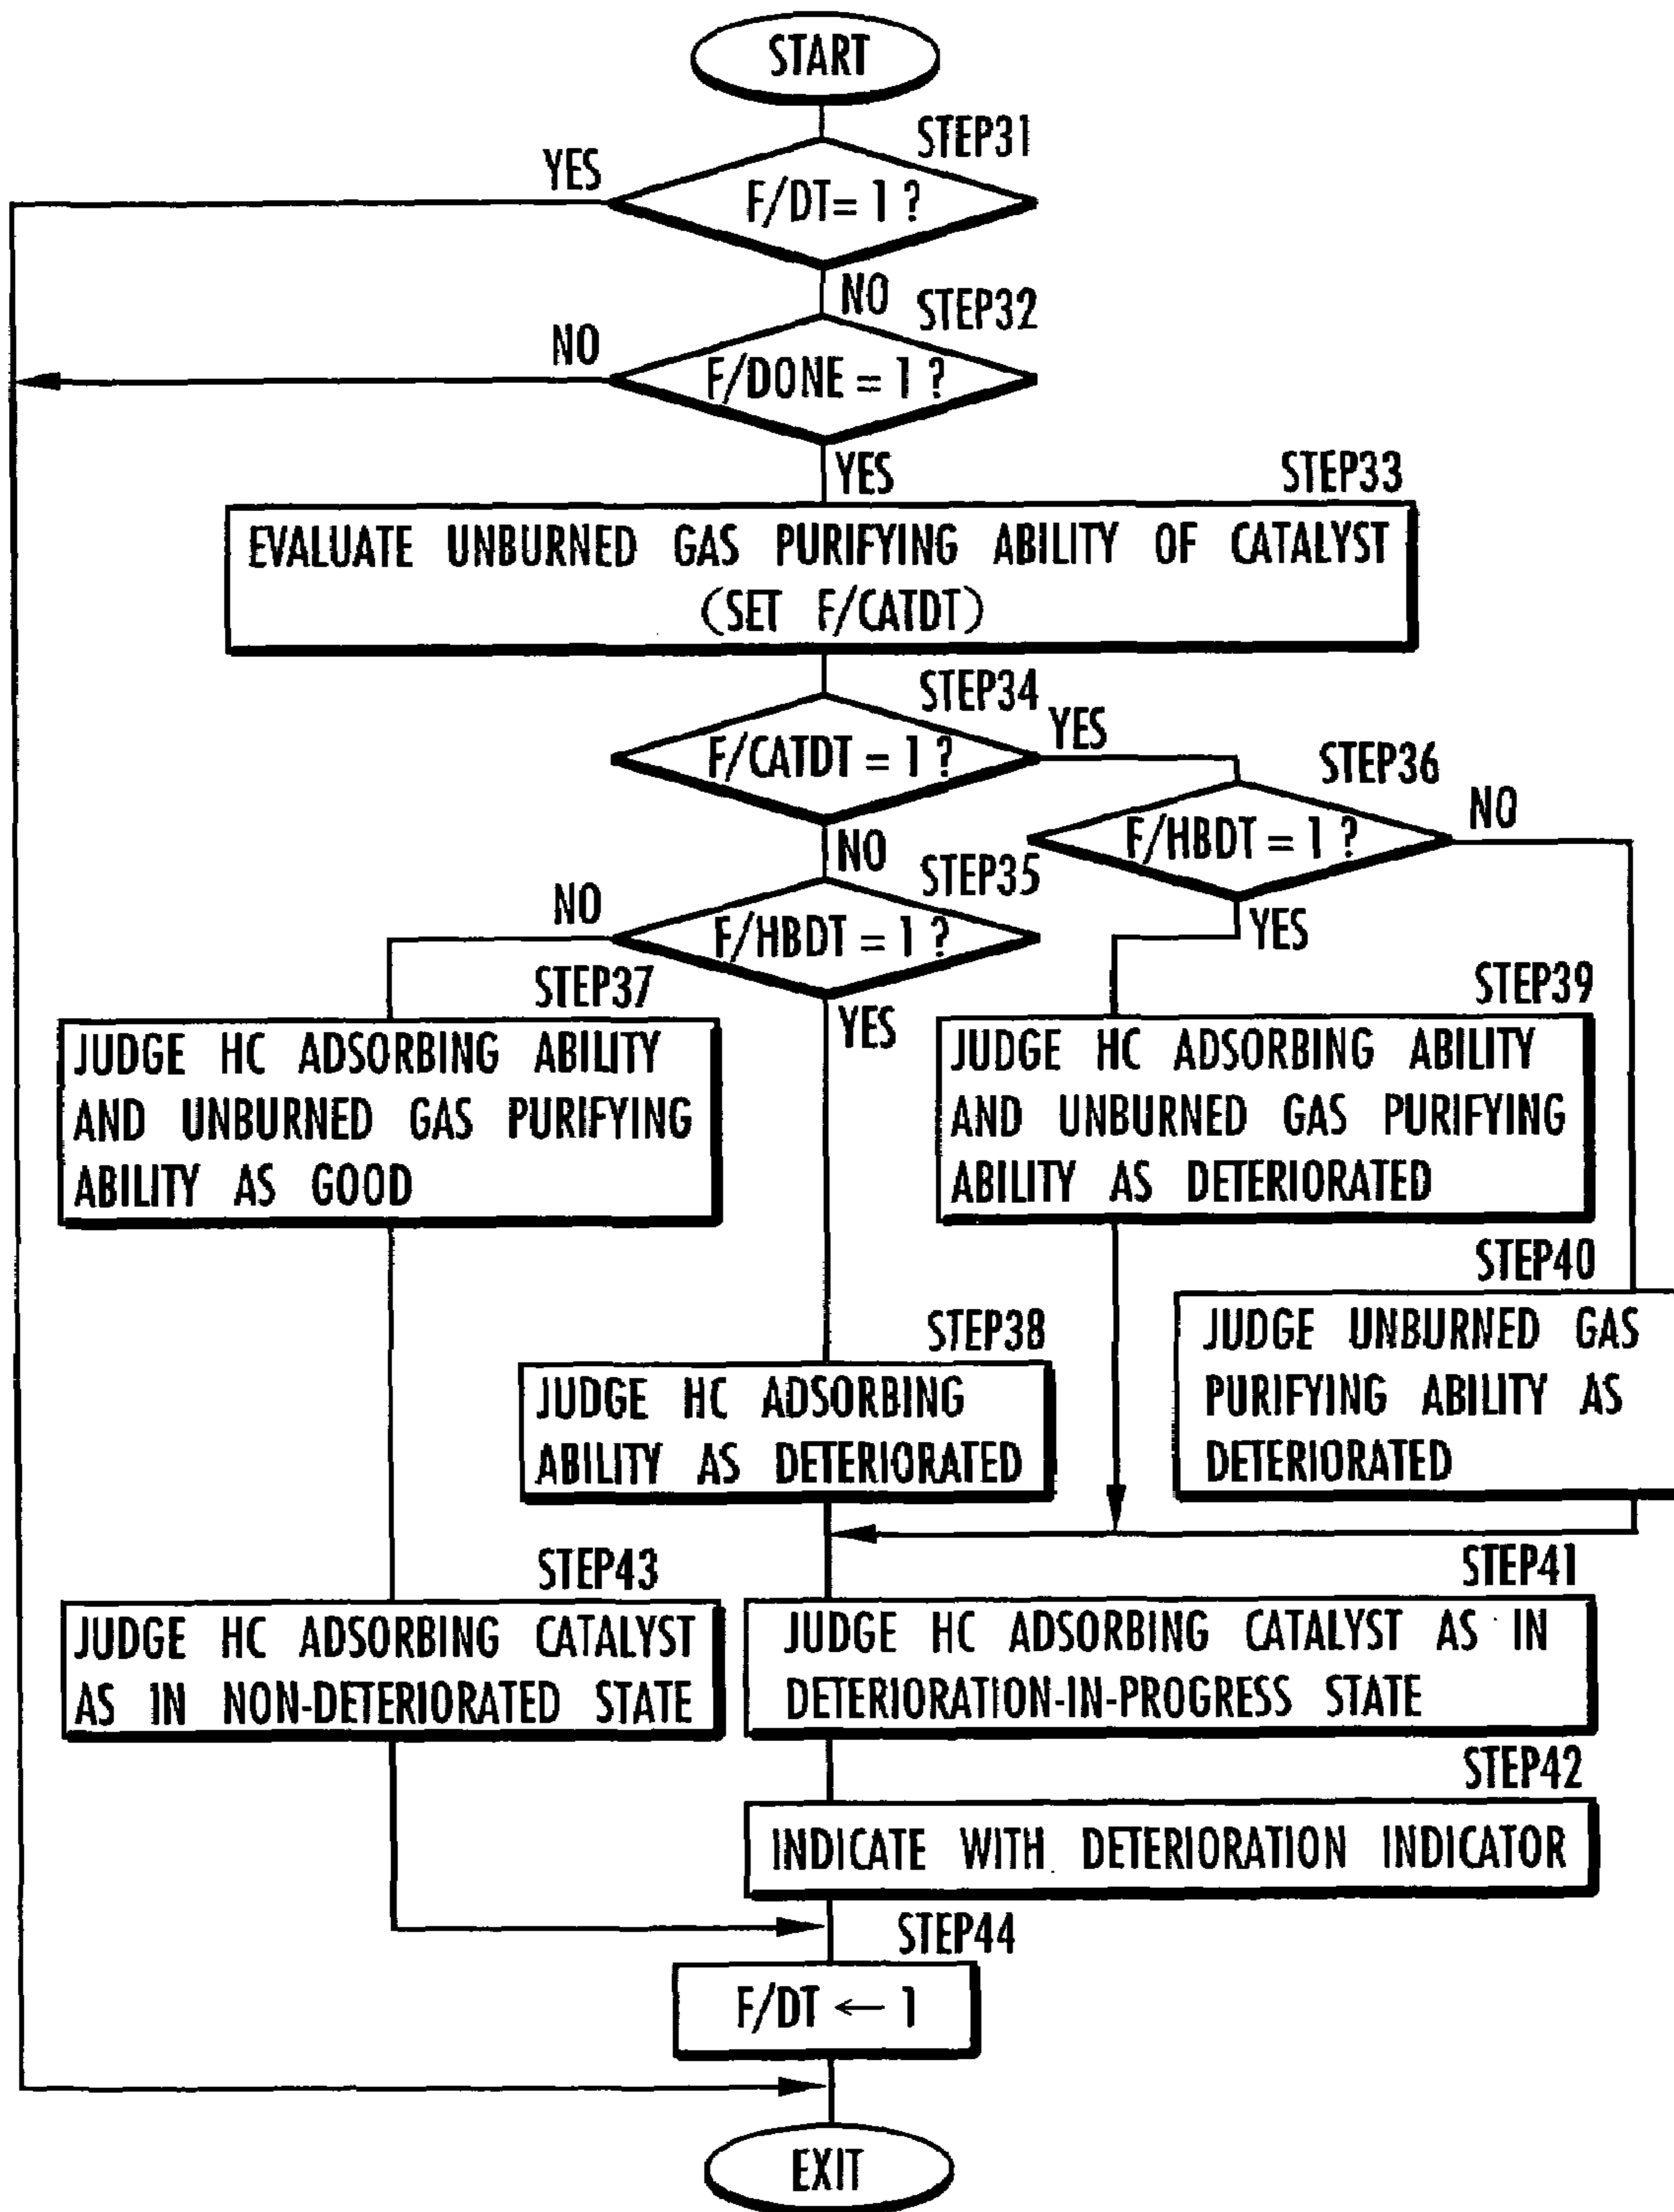 START
STEP31
YES
F/DT= 1 ?
NO
STEP32
NO
F/DONE = 1 ?
YES
STEP33
EVALUATE UNBURNED GAS PURIFYING ABILITY OF CATALYST
(SET F/CATDT)
STEP34
YES
F/CATDT = 1 ?
STEP36
NO
F/HBDT = 1 ?
NO
STEP35
NO
F/HBDT = 1 ?
YES
STEP37
YES
STEP39
JUDGE HC ADSORBING ABILITY
AND UNBURNED GAS PURIFYING
ABILITY AS GOOD
JUDGE HC ADSORBING ABILITY
AND UNBURNED GAS PURIFYING
ABILITY AS DETERIORATED
STEP40
JUDGE UNBURNED GAS
PURIFYING ABILITY AS
DETERIORATED
STEP38
JUDGE HC ADSORBING
ABILITY AS DETERIORATED
STEP43
JUDGE HC ADSORBING CATALYST
AS IN NON-DETERIORATED STATE
STEP41
JUDGE HC ADSORBING CATALYST AS IN
DETERIORATION-IN-PROGRESS STATE
STEP42
INDICATE WITH DETERIORATION INDICATOR
STEP44
F/DT ← 1
EXIT